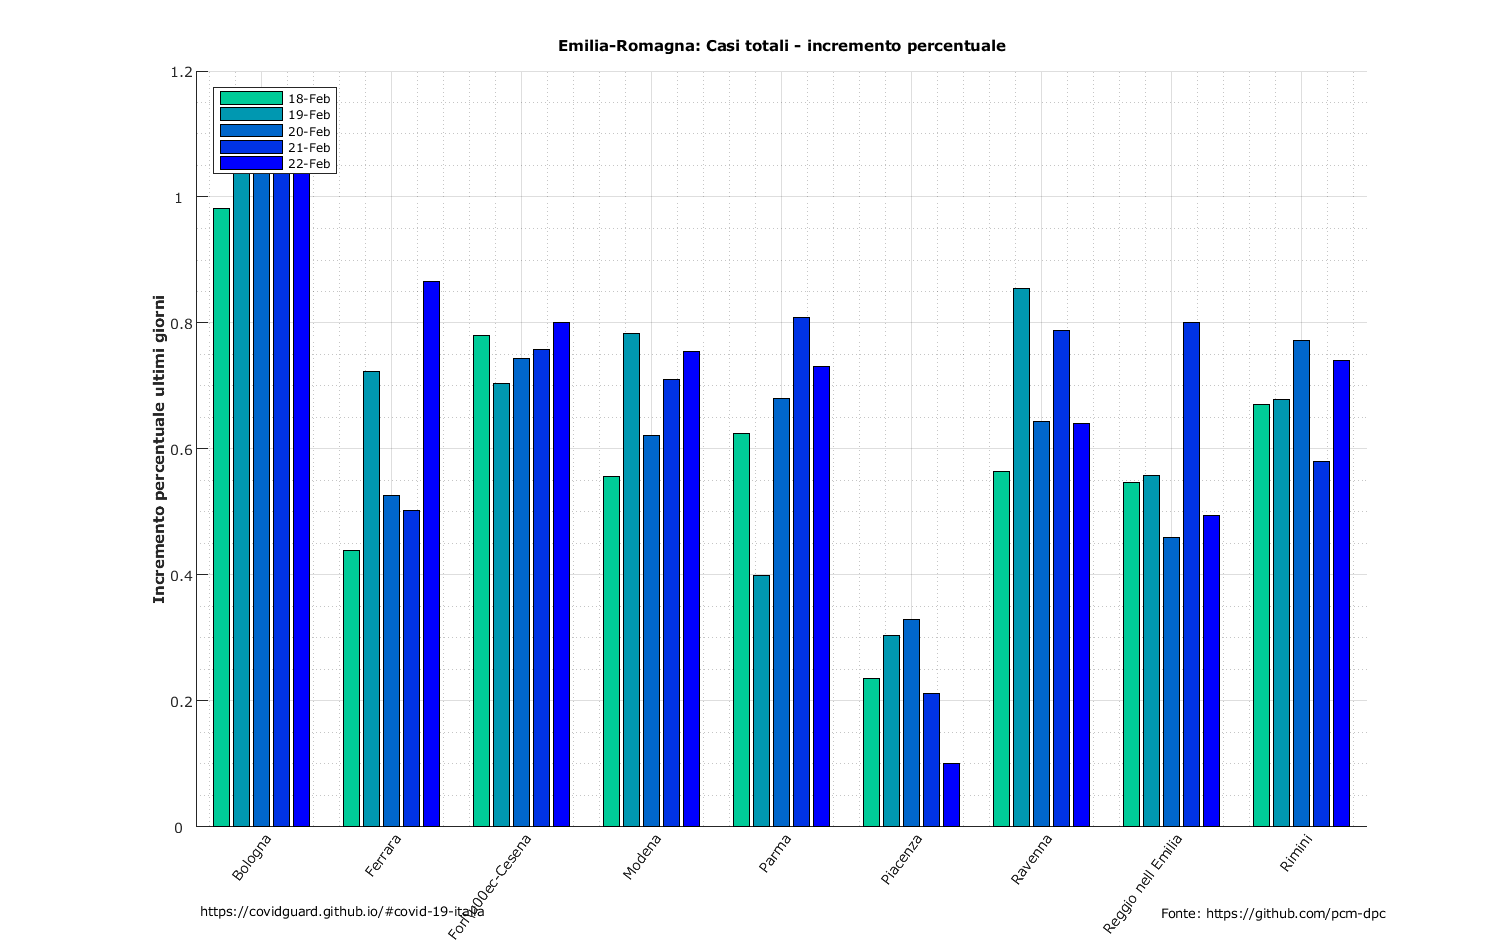 Emilia-Romagna: Casi totali - incremento percentuale
Incremento percentuale ultimi giorni
1.2
1
0.8
0.6
0.4
0.2
0
18-Feb
19-Feb
20-Feb
21-Feb
22-Feb
Bologna
Ferrara
Modena
Parma
Piacenza
Ravenna
Reggio nell Emilia
Rimini
https://covidguard.github.io/#covid-19-italia
Fonte: https://github.com/pcm-dpc